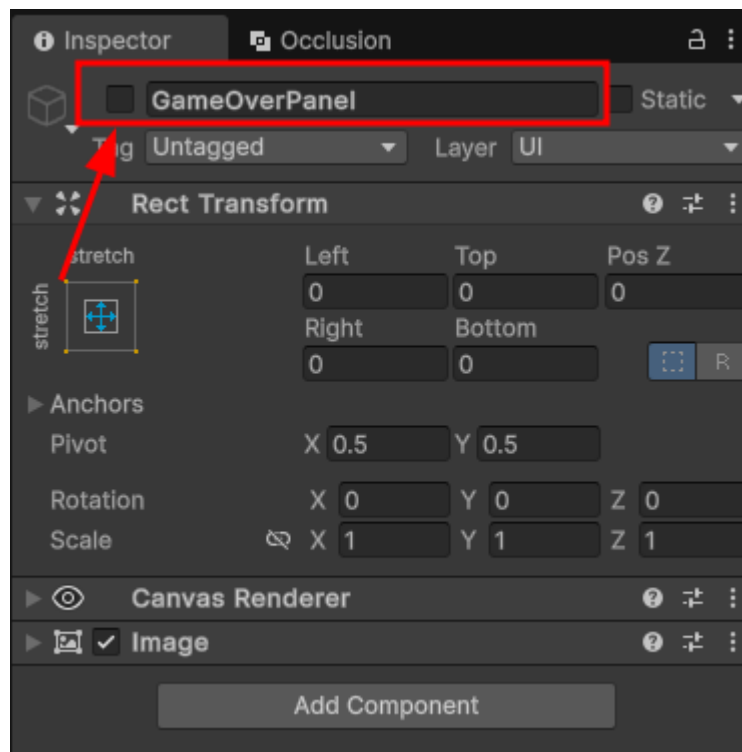 Inspector Occlusion
GameOverPanel Static
Tag Untagged Layer UI
Rect Transform
stretch Left Top Pos Z
stretch 0 0 0
Right Bottom
0 0 R
Anchors
Pivot X 0.5 Y 0.5
Rotation X 0 Y 0 Z 0
Scale X 1 Y 1 Z 1
Canvas Renderer
Image
Add Component